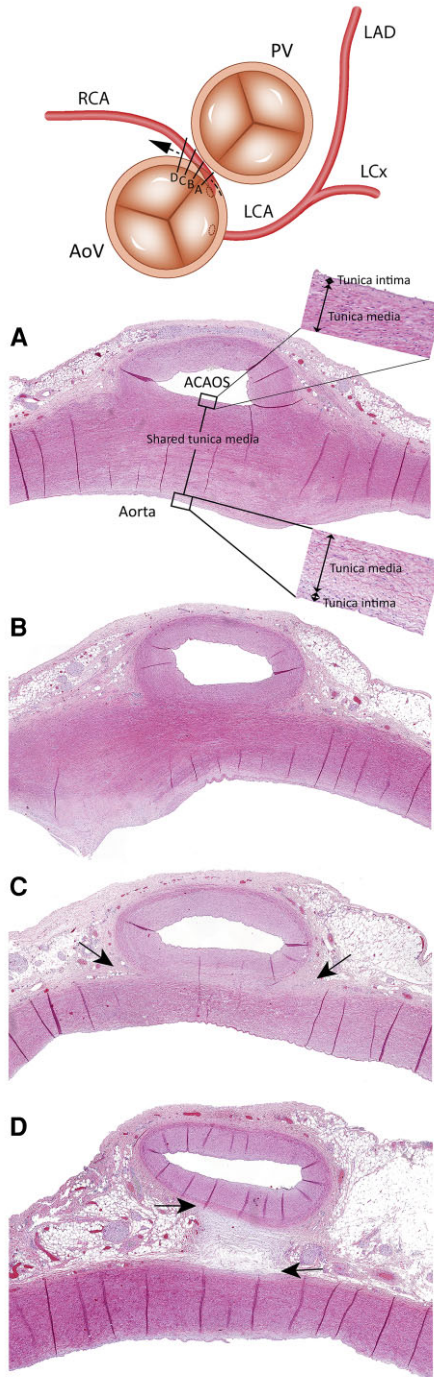 PV
LAD
RCA
LCx
D C B A
LCA
AoV
Tunica intima
Tunica media
A
ACAOS
Shared tunica media
Aorta
Tunica media
Tunica intima
B
C
D